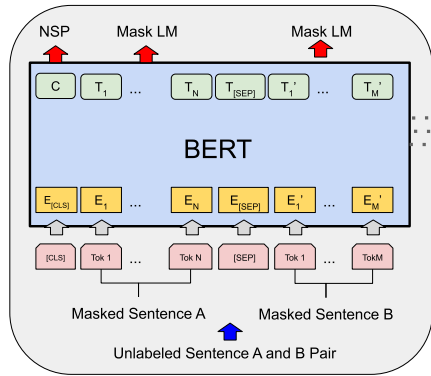 NSP Mask LM Mask LM
C T1 ... TN T[SEP] T1' ... TM'
BERT
E[CLS] E1 ... EN E[SEP] E1' ... EM'
[CLS] Tok 1 ... Tok N [SEP] Tok 1 ... TokM
Masked Sentence A Masked Sentence B
Unlabeled Sentence A and B Pair